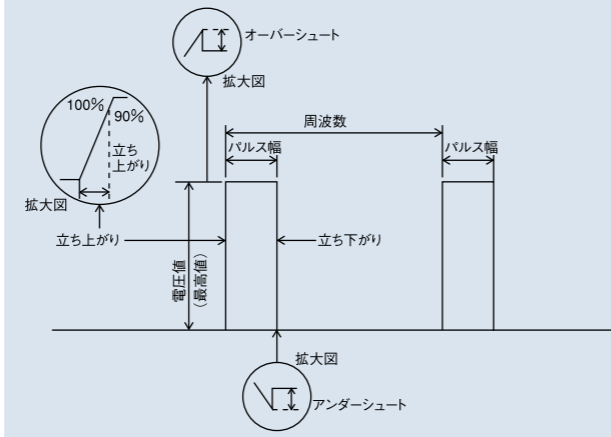 オーバーシュート
拡大図
100%
90%
立ち
上がり
拡大図
周波数
パルス幅
パルス幅
立ち上がり
立ち下がり
電圧値
（最高値）
拡大図
アンダーシュート